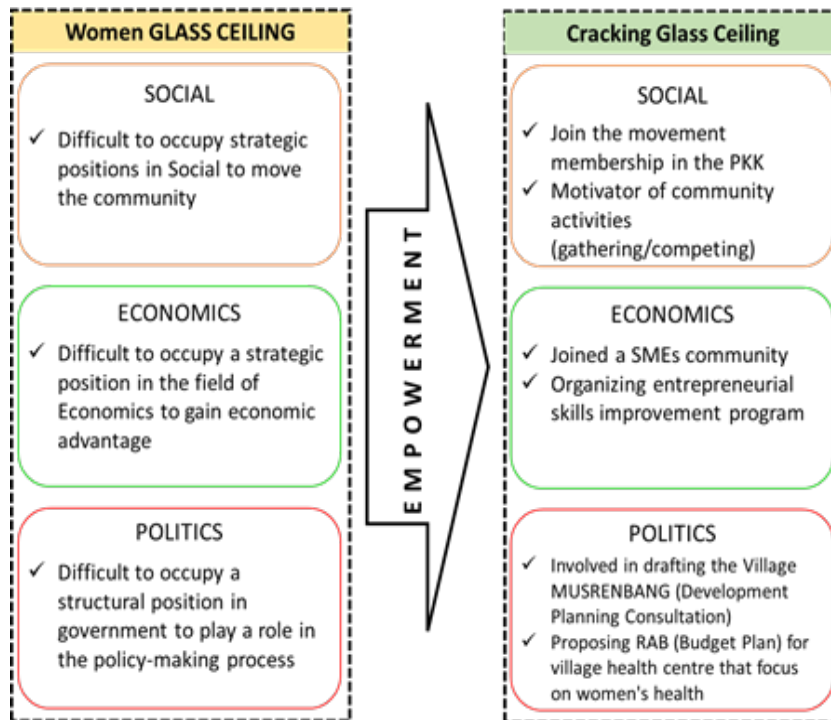 Women GLASS CEILING
SOCIAL
✓ Difficult to occupy strategic
positions in Social to move
the community
ECONOMICS
✓ Difficult to occupy a strategic
position in the field of
Economics to gain economic
advantage
POLITICS
✓ Difficult to occupy a
structural position in
government to play a role in
the policy-making process
EMPOWERMENT
Cracking Glass Ceiling
SOCIAL
✓ Join the movement
membership in the PKK
✓ Motivator of community
activities
(gathering/competing)
ECONOMICS
✓ Joined a SMEs community
✓ Organizing entrepreneurial
skills improvement program
POLITICS
✓ Involved in drafting the Village
MUSRENBANG (Development
Planning Consultation)
✓ Proposing RAB (Budget Plan) for
village health centre that focus
on women's health